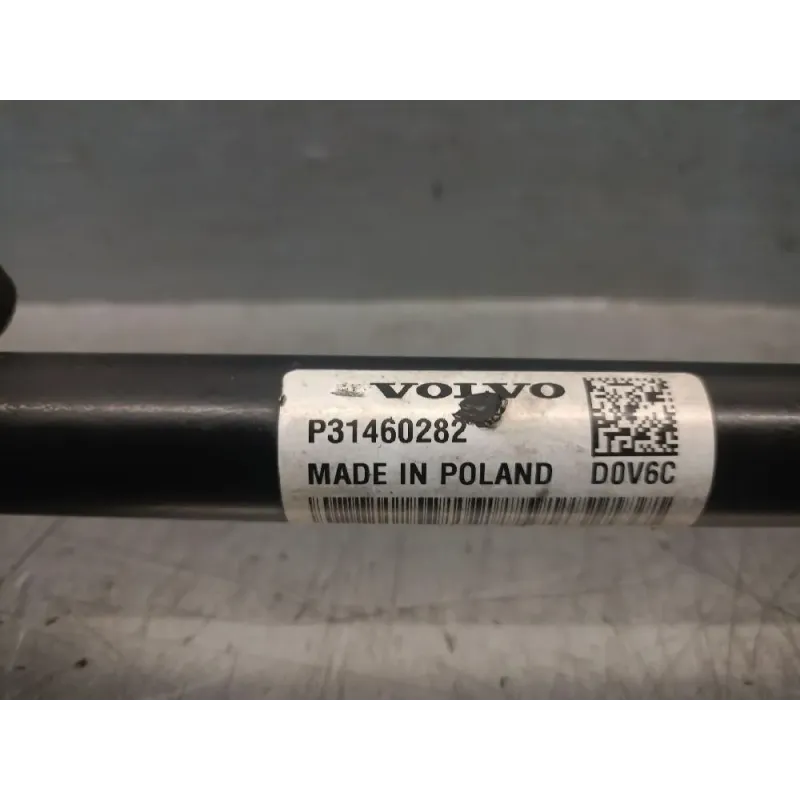 VOLVO
P31460282
MADE IN POLAND D0V6C